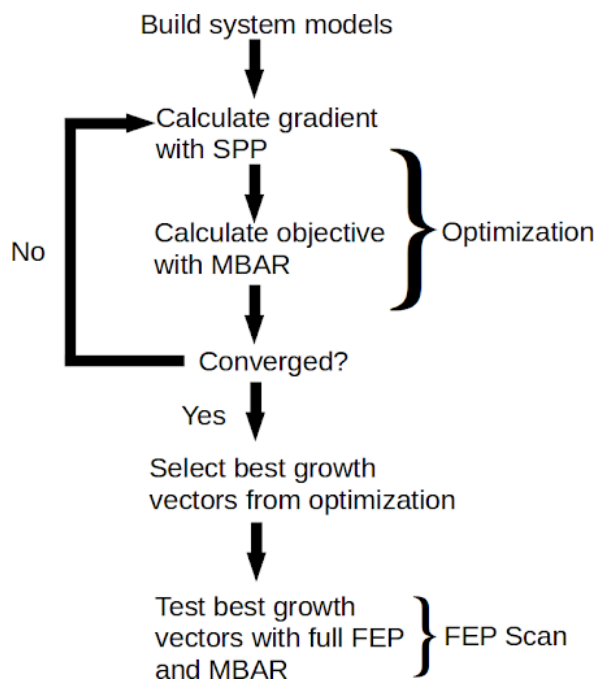 Build system models
Calculate gradient
with SPP
Calculate objective
with MBAR
Optimization
No
Converged?
Yes
Select best growth
vectors from optimization
Test best growth
vectors with full FEP
and MBAR
FEP Scan